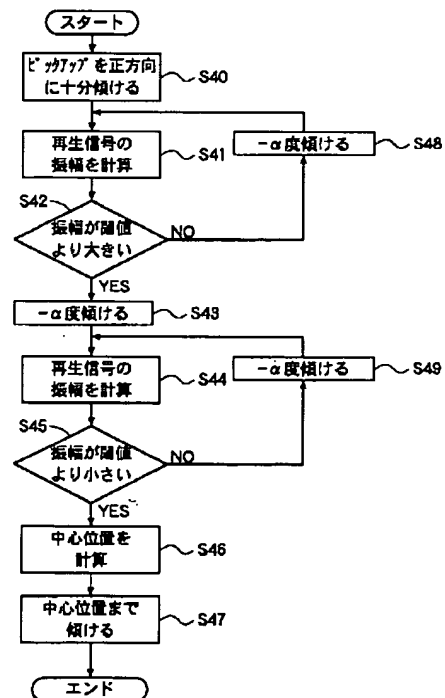 スタート
ピックアップを正方向
に十分傾ける
S40
再生信号の
振幅を計算
S41
-α度傾ける
S48
S42
振幅が閾値
より大きい
NO
YES
-α度傾ける
S43
再生信号の
振幅を計算
S44
-α度傾ける
S49
S45
振幅が閾値
より小さい
NO
YES
中心位置を
計算
S46
中心位置まで
傾ける
S47
エンド